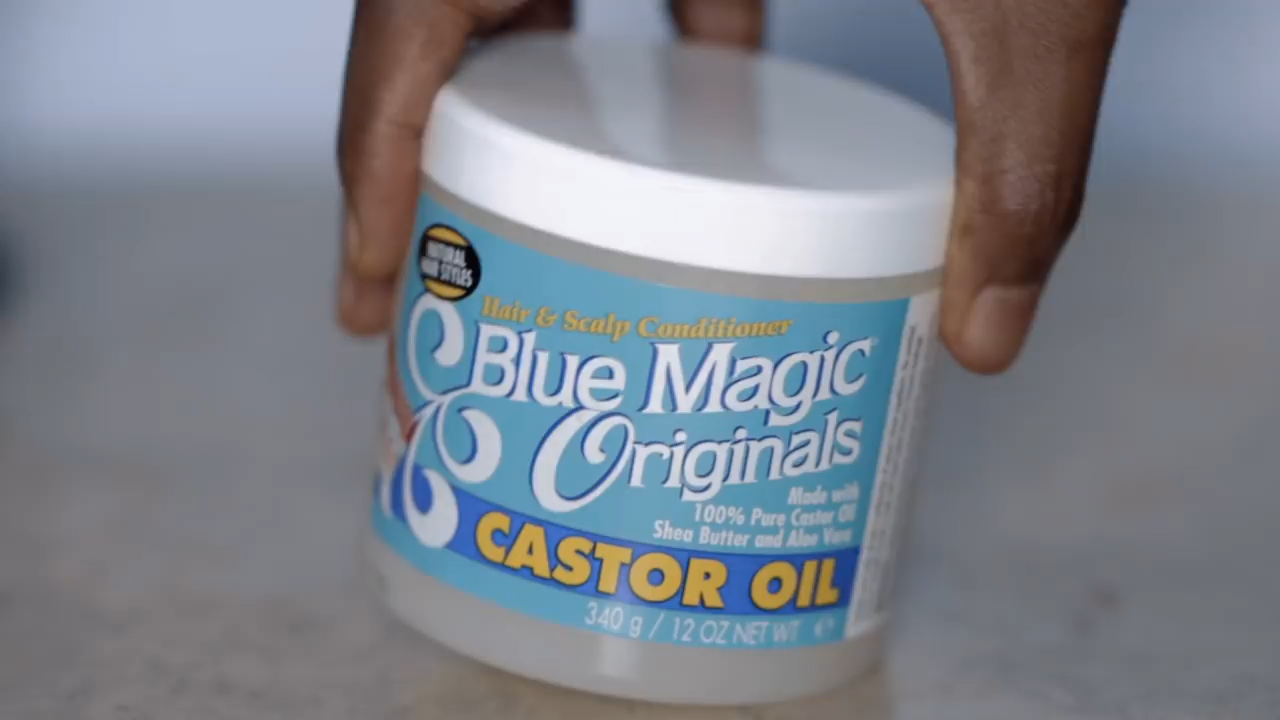 NATURAL
HAIR STYLES
Hair & Scalp Conditioner
Blue Magic
Originals
Made with
100% Pure Castor Oil
Shea Butter and Aloe Vera
CASTOR OIL
340 g / 12 OZ NET WT e